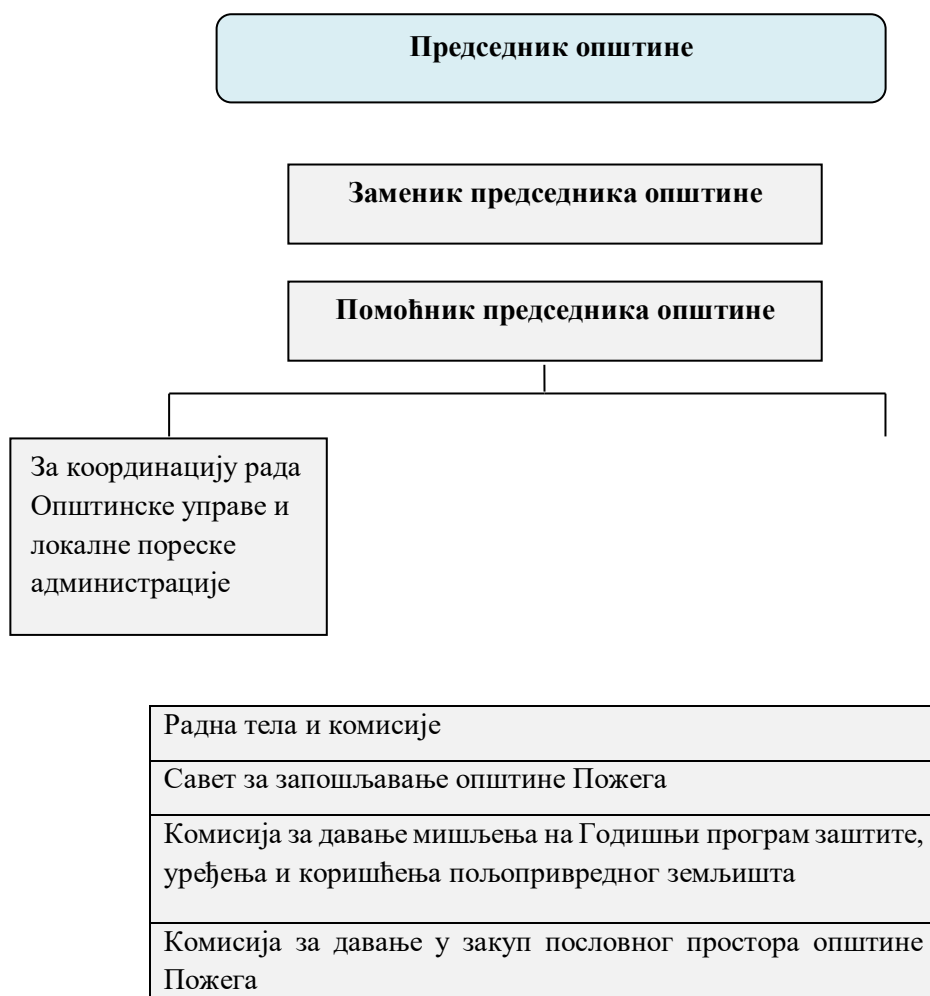 Председник општине
Заменик председника општине
Помоћник председника општине
За координацију рада
Општинске управе и
локалне пореске
администрације
Радна тела и комисије
Савет за запошљавање општине Пожега
Комисија за давање мишљења на Годишњи програм заштите,
уређења и коришћења пољопривредног земљишта
Комисија за давање у закуп пословног простора општине
Пожега